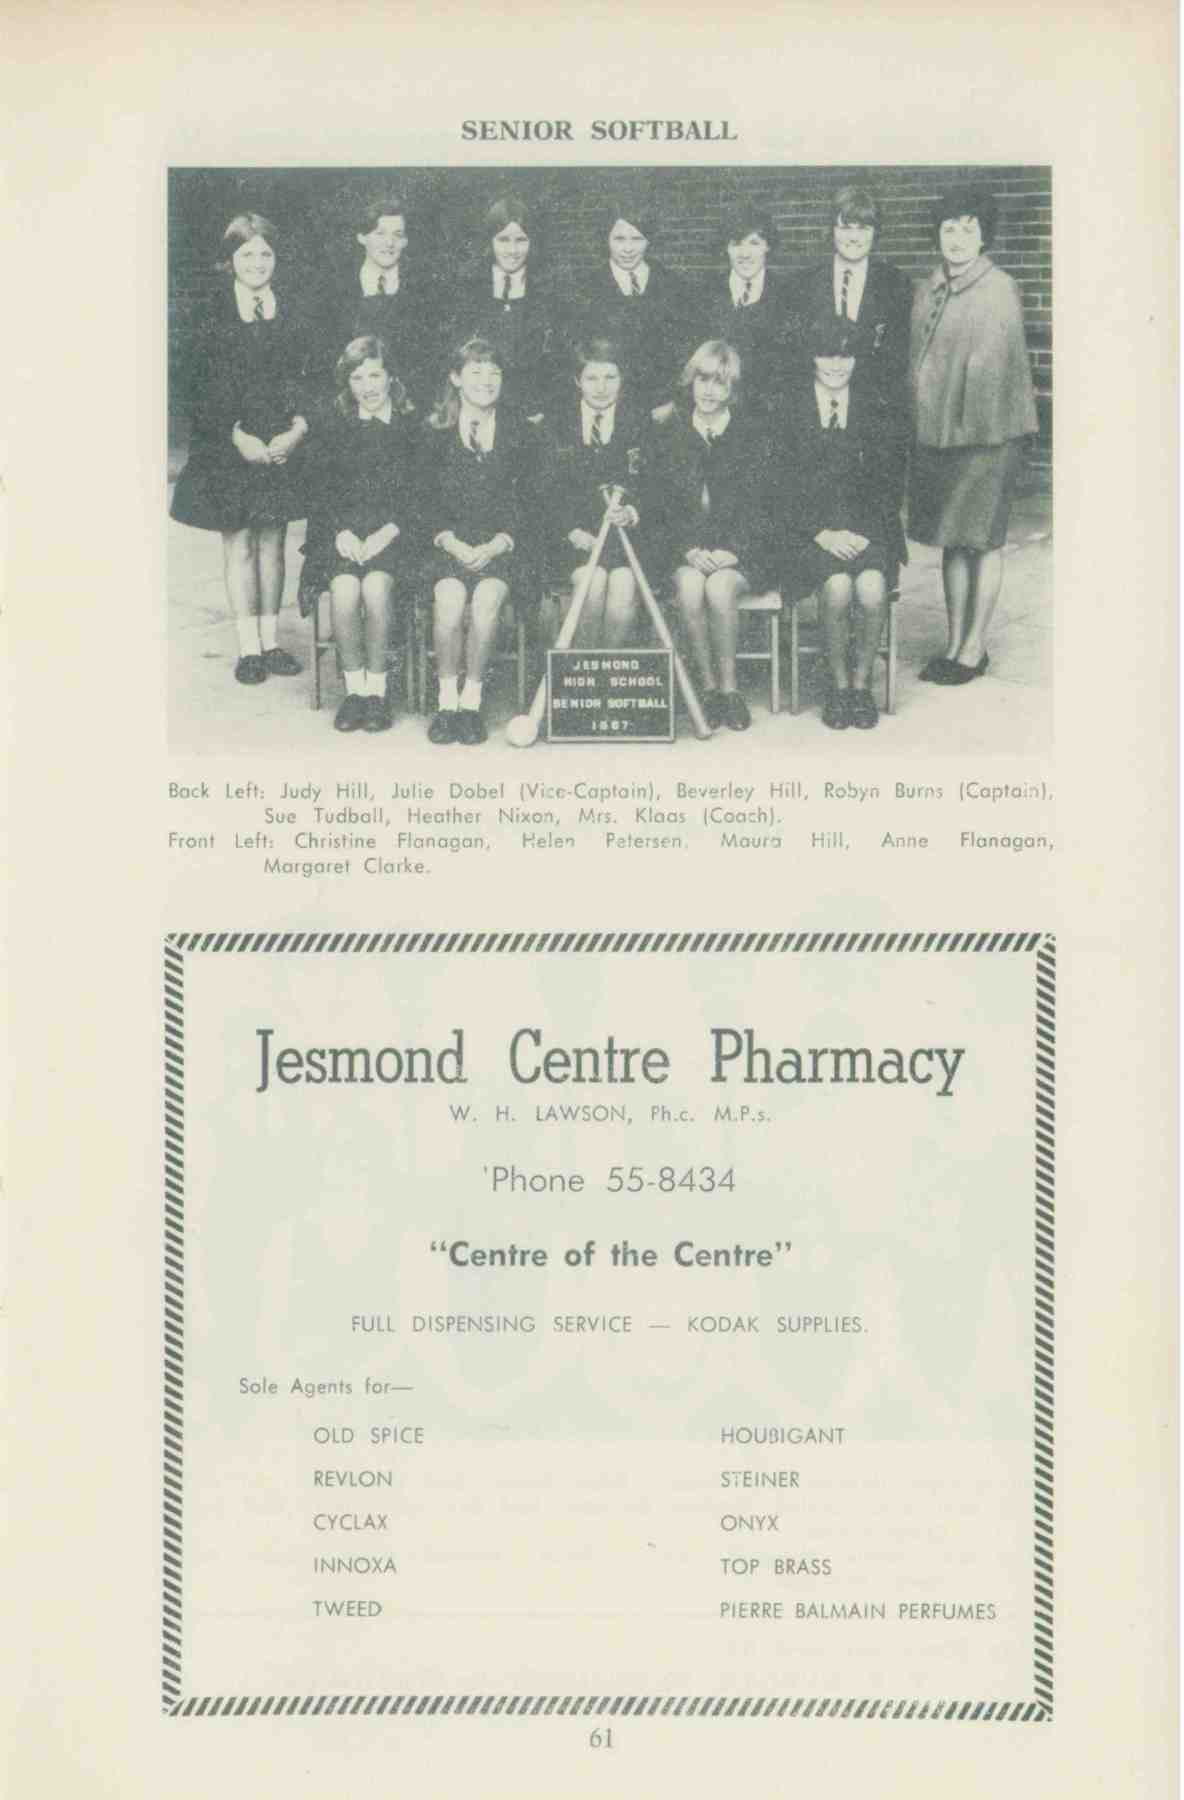 SENIOR SOFTBALL
JESMOND
HIGH SCHOOL
SENIOR SOFTBALL
1967
Back Left: Judy Hill, Julie Dobel (Vice-Captain), Beverley Hill, Robyn Burns (Captain),
Sue Tudball, Heather Nixon, Mrs. Klaas (Coach).
Front Left: Christine Flanagan, Helen Petersen, Maura Hill, Anne Flanagan,
Margaret Clarke.
Jesmond Centre Pharmacy
W. H. LAWSON, Ph.c. M.P.s.
'Phone 55-8434
"Centre of the Centre"
FULL DISPENSING SERVICE — KODAK SUPPLIES.
Sole Agents for—
OLD SPICE HOUBIGANT
REVLON STEINER
CYCLAX ONYX
INNOXA TOP BRASS
TWEED PIERRE BALMAIN PERFUMES
61